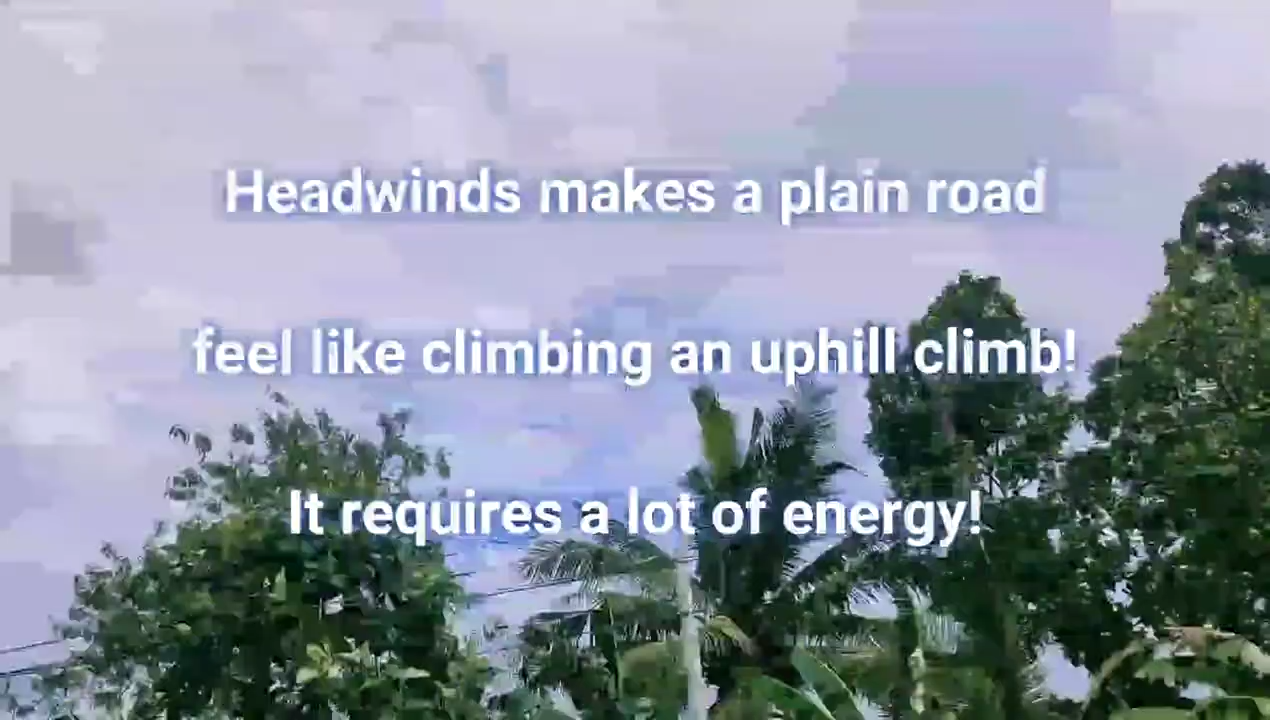 Headwinds makes a plain road
feel like climbing an uphill climb!
It requires a lot of energy!